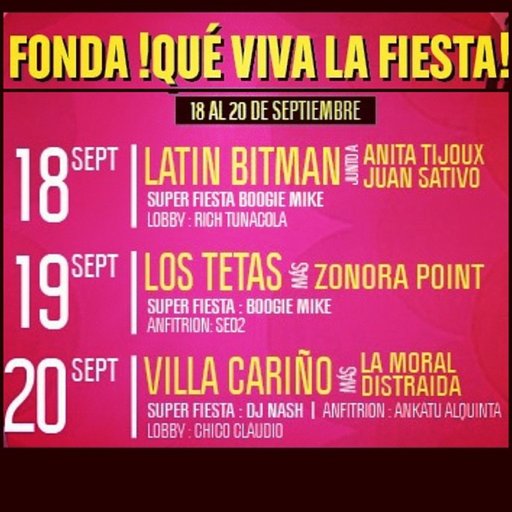 FONDA !QUÉ VIVA LA FIESTA!
18 AL 20 DE SEPTIEMBRE
18 SEPT
LATIN BITMAN JUNTO A ANITA TIJOUX
JUAN SATIVO
SUPER FIESTA BOOGIE MIKE
LOBBY : RICH TUNACOLA
19 SEPT
LOS TETAS MÁS ZONORA POINT
SUPER FIESTA : BOOGIE MIKE
ANFITRION: SEO2
20 SEPT
VILLA CARIÑO MÁS LA MORAL
DISTRAIDA
SUPER FIESTA : DJ NASH | ANFITRION : ANKATU ALQUINTA
LOBBY : CHICO CLAUDIO